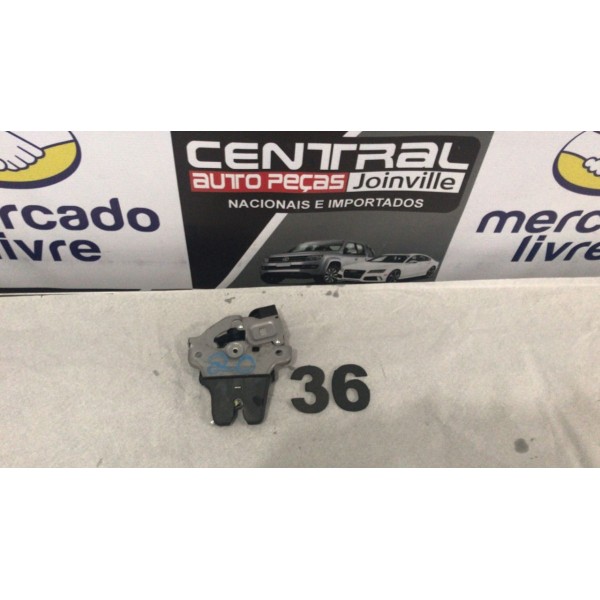 mercado
livre
CENTRAL
AUTO PEÇAS Joinville
NACIONAIS E IMPORTADOS
mercado
livre
36